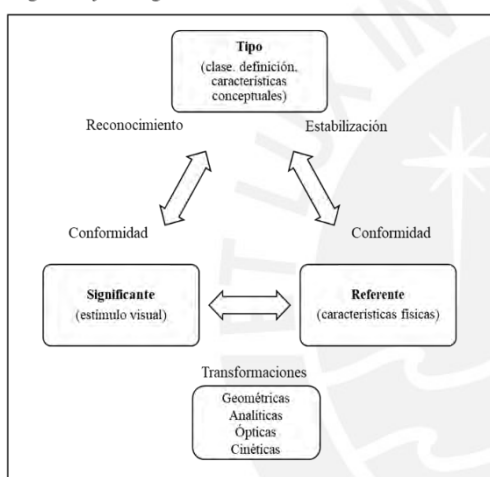 Tipo
(clase. definición,
características
conceptuales)
Reconocimiento
Estabilización
Conformidad
Conformidad
Significante
(estímulo visual)
Referente
(características físicas)
Transformaciones
Geométricas
Analíticas
Ópticas
Cinéticas